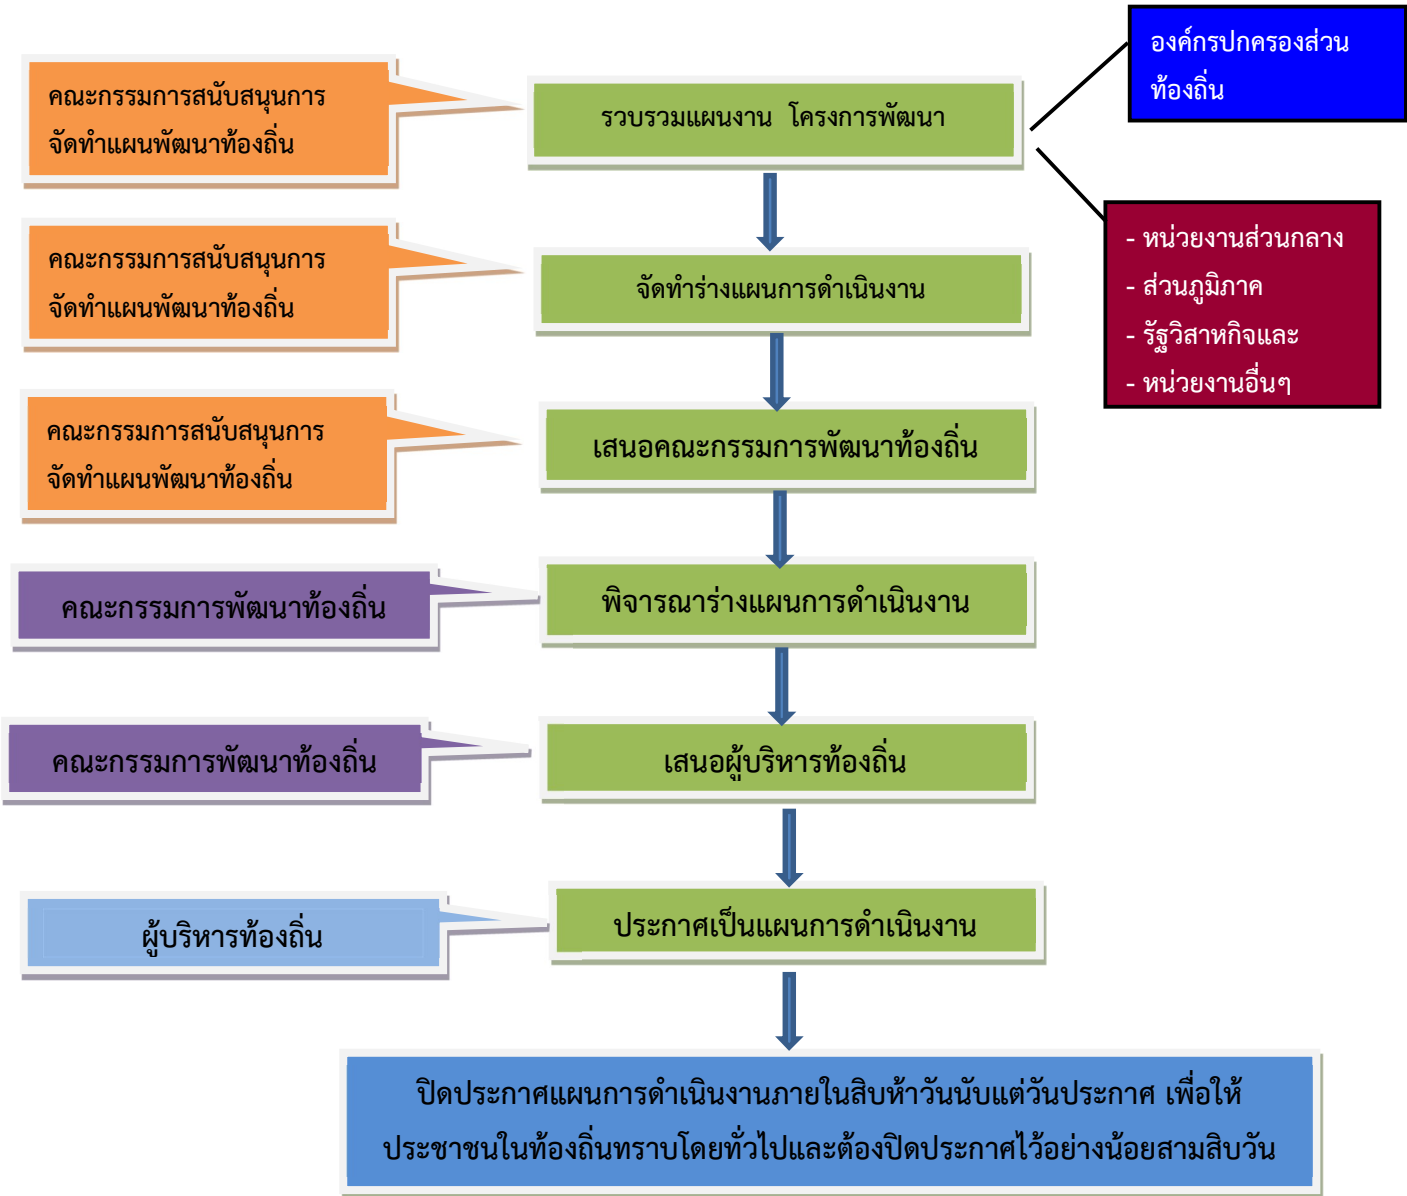 องค์กรปกครองส่วน
ท้องถิ่น
คณะกรรมการสนับสนุนการ
จัดทำแผนพัฒนาท้องถิ่น
รวบรวมแผนงาน โครงการพัฒนา
- หน่วยงานส่วนกลาง
- ส่วนภูมิภาค
- รัฐวิสาหกิจและ
- หน่วยงานอื่นๆ
คณะกรรมการสนับสนุนการ
จัดทำแผนพัฒนาท้องถิ่น
จัดทำร่างแผนการดำเนินงาน
คณะกรรมการสนับสนุนการ
จัดทำแผนพัฒนาท้องถิ่น
เสนอคณะกรรมการพัฒนาท้องถิ่น
คณะกรรมการพัฒนาท้องถิ่น
พิจารณาร่างแผนการดำเนินงาน
คณะกรรมการพัฒนาท้องถิ่น
เสนอผู้บริหารท้องถิ่น
ผู้บริหารท้องถิ่น
ประกาศเป็นแผนการดำเนินงาน
ปิดประกาศแผนการดำเนินงานภายในสิบห้าวันนับแต่วันประกาศ เพื่อให้
ประชาชนในท้องถิ่นทราบโดยทั่วไปและต้องปิดประกาศไว้อย่างน้อยสามสิบวัน